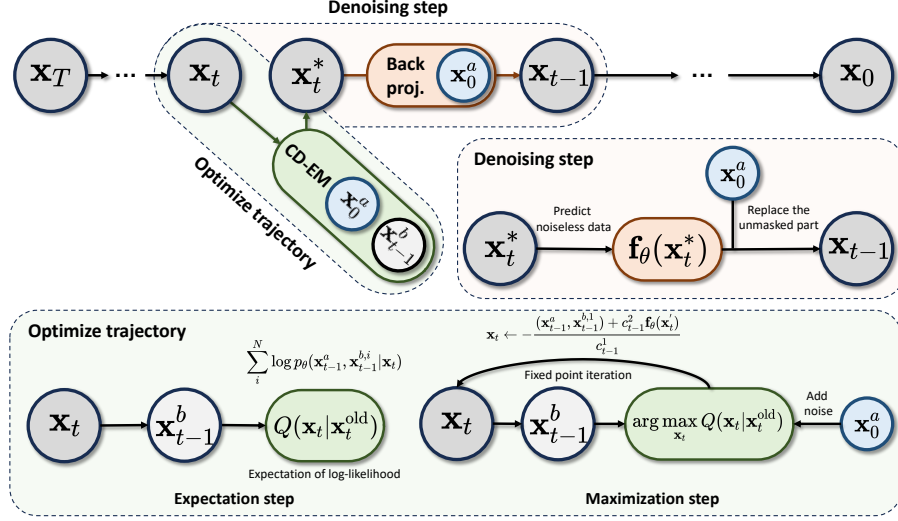 Denoising step
x_T ... x_t x_t^* Back proj. x_0^a x_{t-1} ... x_0
CD-EM x_0^a x_{t-1}^b
Optimize trajectory
Denoising step
x_0^a
Predict noiseless data
Replace the unmasked part
x_t^* f_θ(x_t^*) x_{t-1}
Optimize trajectory
\sum_i^N \log p_θ(x_{t-1}^a, x_{t-1}^{b,i}|x_t)
x_t x_{t-1}^b Q(x_t|x_t^{old})
Expectation of log-likelihood
Expectation step
x_t ← -\frac{(x_{t-1}^a, x_{t-1}^{b,1}) + c_{t-1}^2 f_θ(x_t^')}{c_{t-1}^1}
Fixed point iteration
x_t x_{t-1}^b \arg\max_{x_t} Q(x_t|x_t^{old})
Add noise
x_0^a
Maximization step